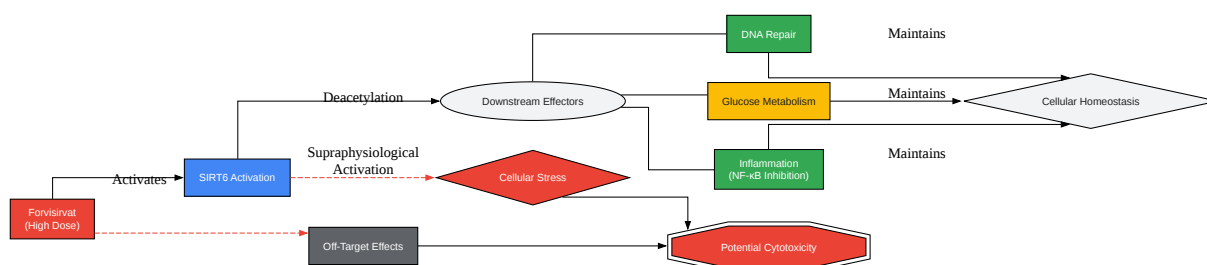 DNA Repair
Maintains
Deacetylation
Downstream Effectors
Glucose Metabolism
Maintains
Cellular Homeostasis
Supraphysiological
Activation
Inflammation
(NF-κB Inhibition)
Maintains
Activates
SIRT6 Activation
Cellular Stress
Forvisirvat
(High Dose)
Off-Target Effects
Potential Cytotoxicity